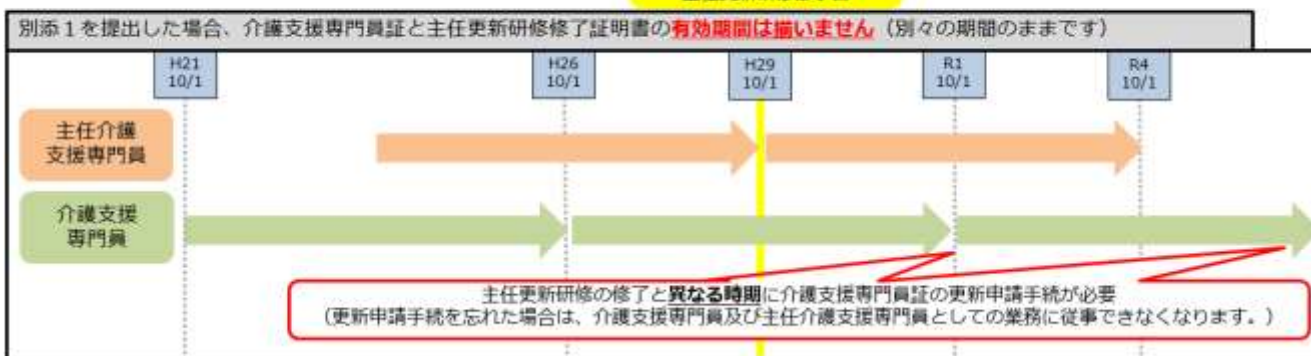 別添１を提出した場合、介護支援専門員証と主任更新研修修了証明書の有効期間は揃いません（別々の期間のままです）
H21
10/1
H26
10/1
H29
10/1
R1
10/1
R4
10/1
主任介護
支援専門員
介護支援
専門員
主任更新研修の修了と異なる時期に介護支援専門員証の更新申請手続が必要
（更新申請手続を忘れた場合は、介護支援専門員及び主任介護支援専門員としての業務に従事できなくなります。）